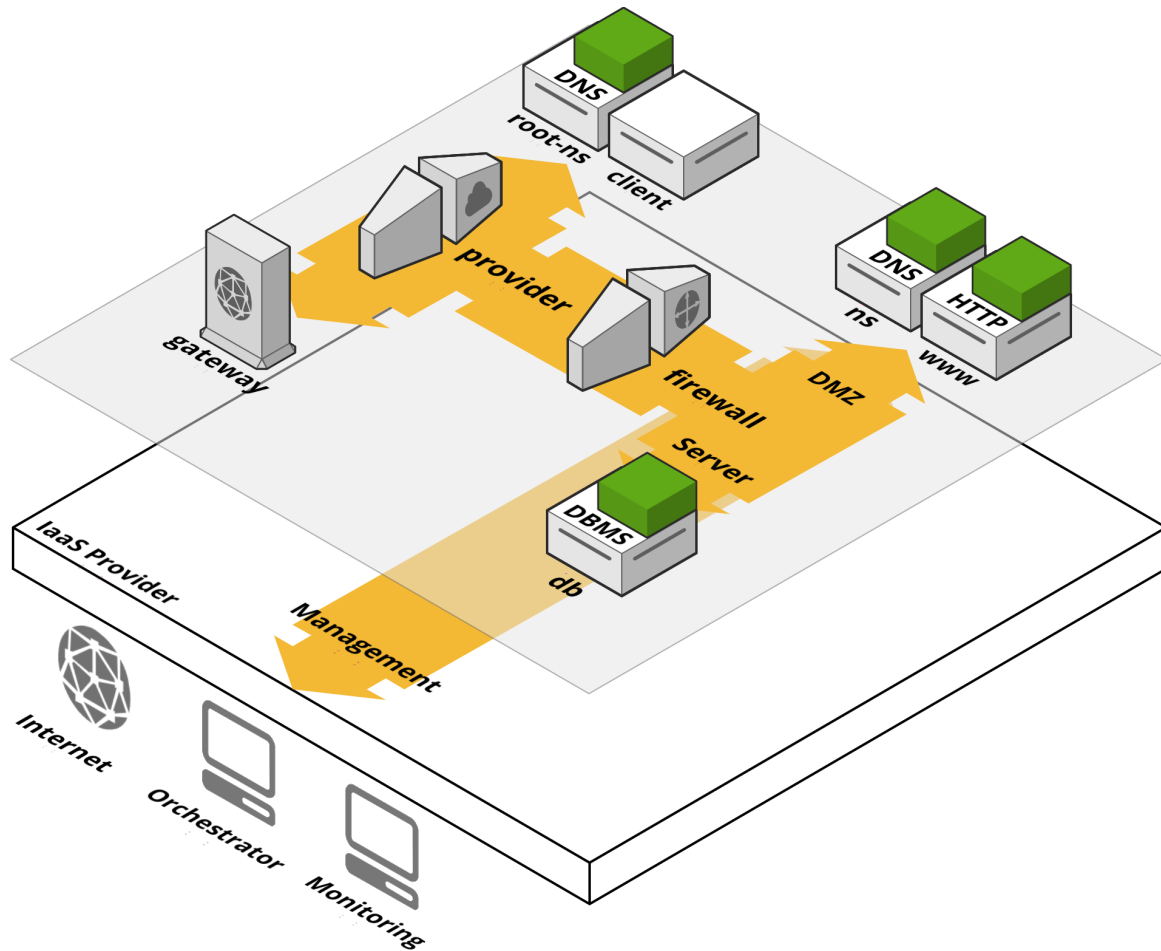 DNS
root-ns
client
DNS
ns
HTTP
www
gateway
provider
firewall
DMZ
Server
DBMS
db
Management
IaaS Provider
Internet
Orchestrator
Monitoring